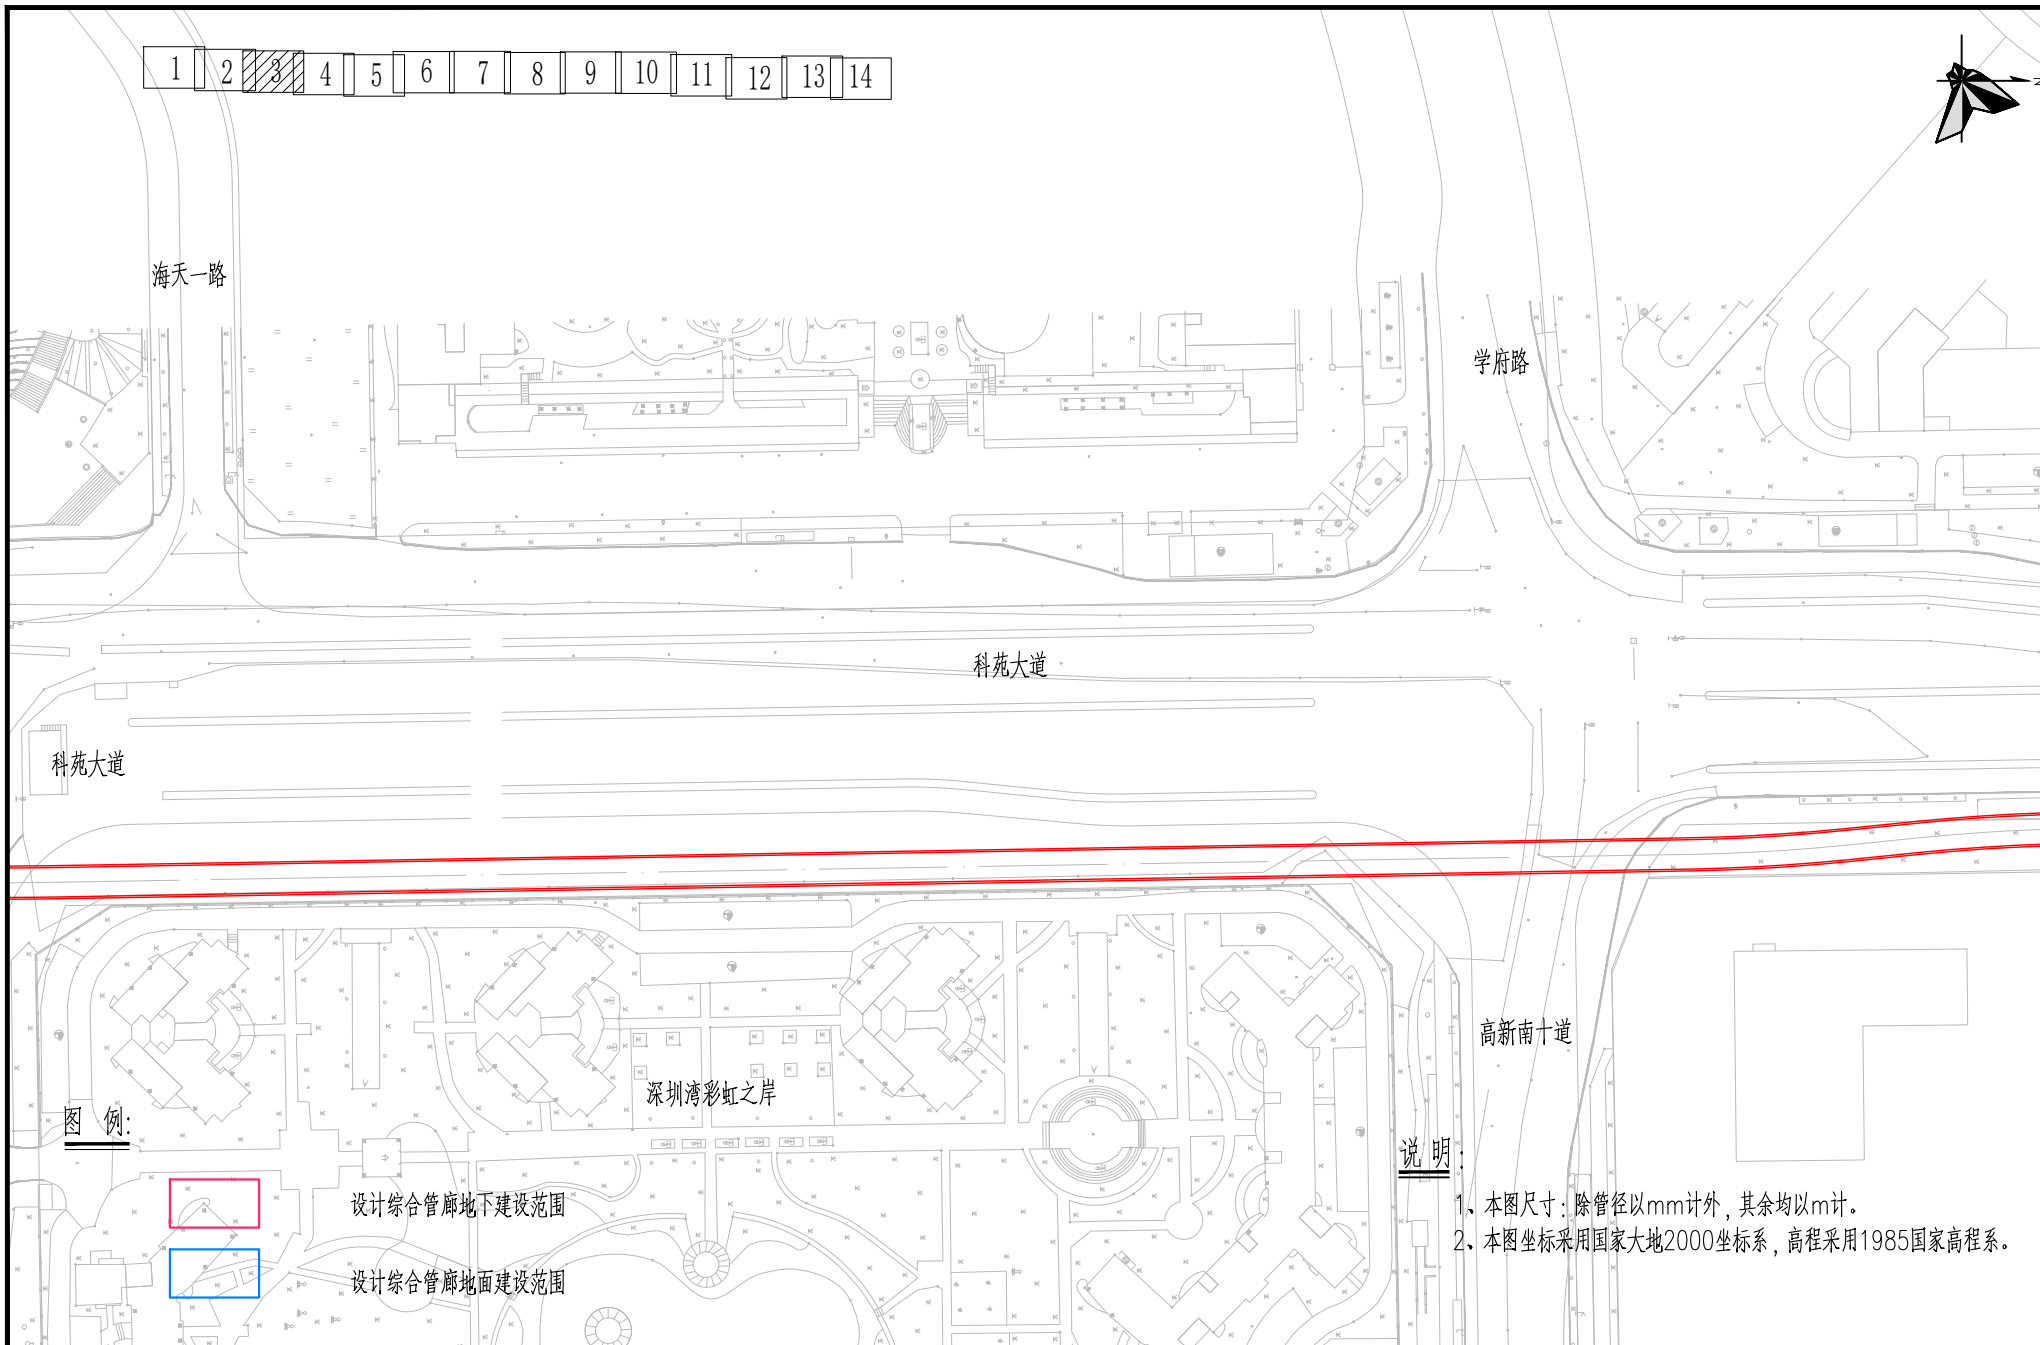 1 2 3 4 5 6 7 8 9 10 11 12 13 14
N
海天一路
学府路
科苑大道
科苑大道
高新南十道
深圳湾彩虹之岸
图 例:
设计综合管廊地下建设范围
设计综合管廊地面建设范围
说 明:
1、本图尺寸:除管径以mm计外,其余均以m计。
2、本图坐标采用国家大地2000坐标系,高程采用1985国家高程系。